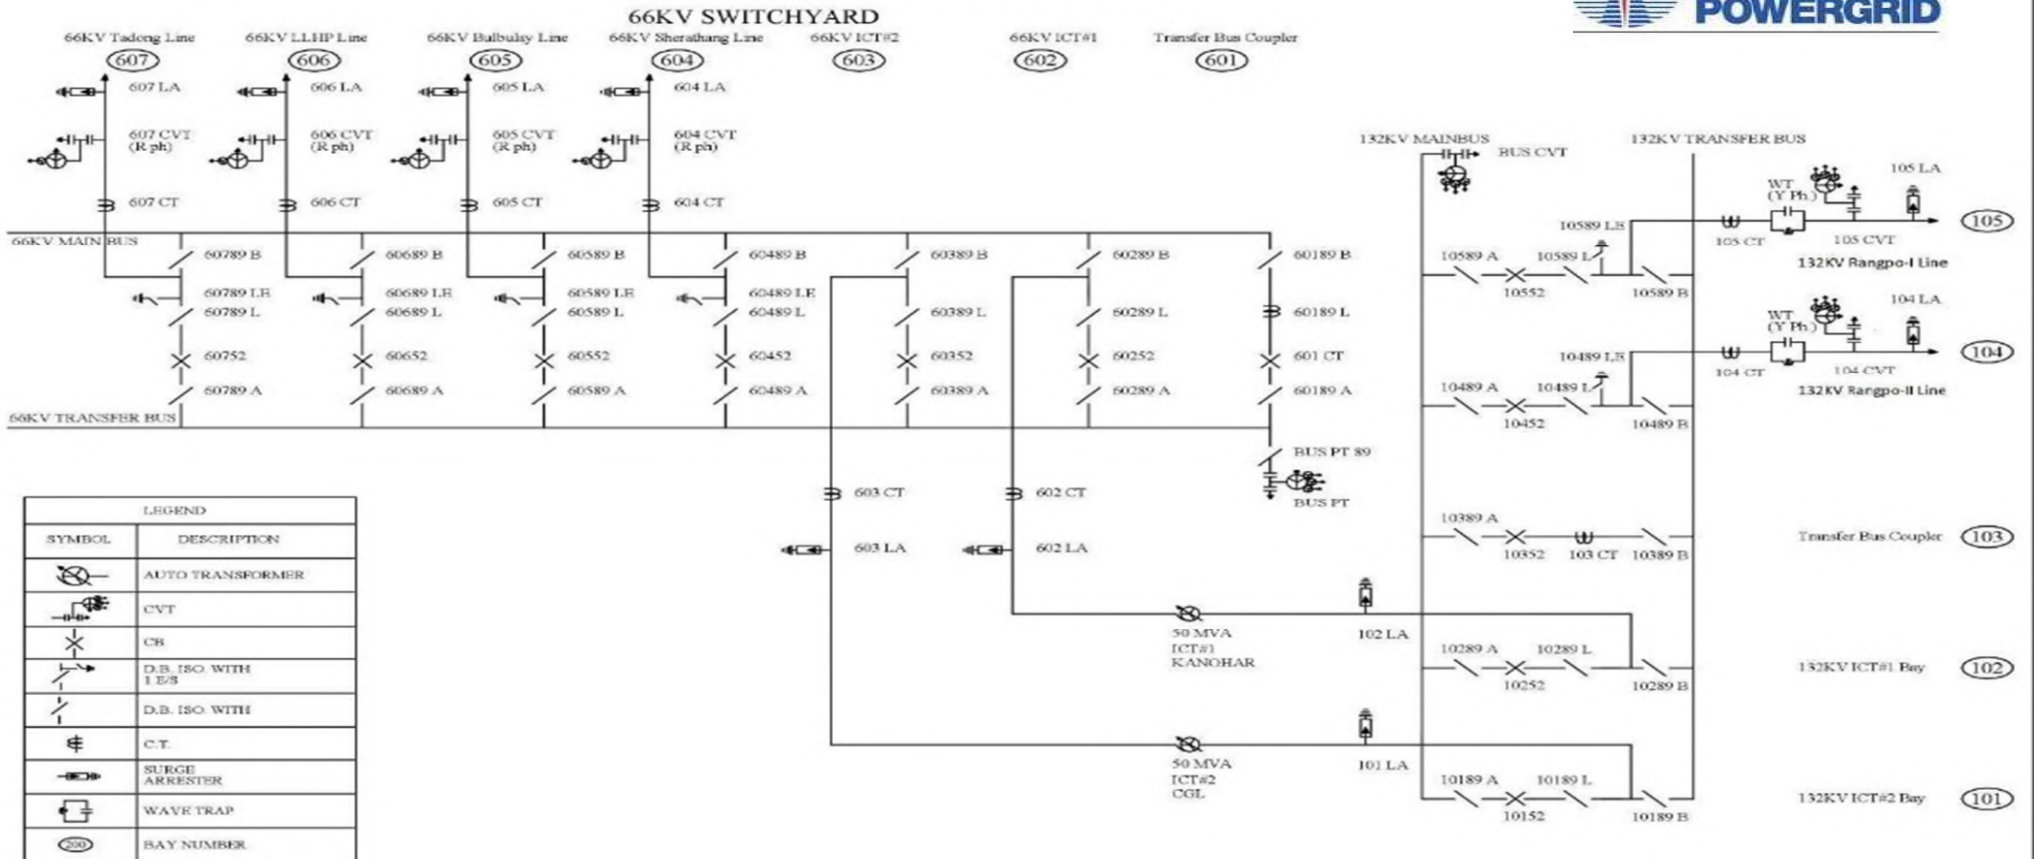 66KV SWITCHYARD
POWERGRID
66KV Tadong Line
66KV LLHP Line
66KV Bulbulay Line
66KV Sherathang Line
66KV ICT#2
66KV ICT#1
Transfer Bus Coupler
607
606
605
604
603
602
601
607 LA
606 LA
605 LA
604 LA
607 CVT
(R ph)
606 CVT
(R ph)
605 CVT
(R ph)
604 CVT
(R ph)
607 CT
606 CT
605 CT
604 CT
66KV MAIN BUS
60789 B
60689 B
60589 B
60489 B
60389 B
60289 B
60189 B
60789 LE
60689 LE
60589 LE
60489 LE
60789 L
60689 L
60589 L
60489 L
60389 L
60289 L
60189 L
60752
60652
60552
60452
60352
60252
601 CT
60789 A
60689 A
60589 A
60489 A
60389 A
60289 A
60189 A
66KV TRANSFER BUS
BUS PT 89
BUS PT
603 CT
602 CT
603 LA
602 LA
132KV MAINBUS
132KV TRANSFER BUS
BUS CVT
WT
(Y Ph.)
105 LA
105
10589 LE
105 CT
105 CVT
10589 A
10589 L
132KV Rangpo-I Line
10552
10589 B
WT
(Y Ph.)
104 LA
104
10489 LE
104 CT
104 CVT
10489 A
10489 L
132KV Rangpo-II Line
10452
10489 B
10389 A
10352
103 CT
10389 B
Transfer Bus Coupler
103
50 MVA
ICT#1
KANOHAR
102 LA
10289 A
10289 L
10252
10289 B
132KV ICT#1 Bay
102
50 MVA
ICT#2
CGL
101 LA
10189 A
10189 L
10152
10189 B
132KV ICT#2 Bay
101
LEGEND
SYMBOL
DESCRIPTION
AUTO TRANSFORMER
CVT
CB
D.B. ISO. WITH
1 E/S
D.B. ISO. WITH
C.T.
SURGE
ARRESTER
WAVE TRAP
200
BAY NUMBER